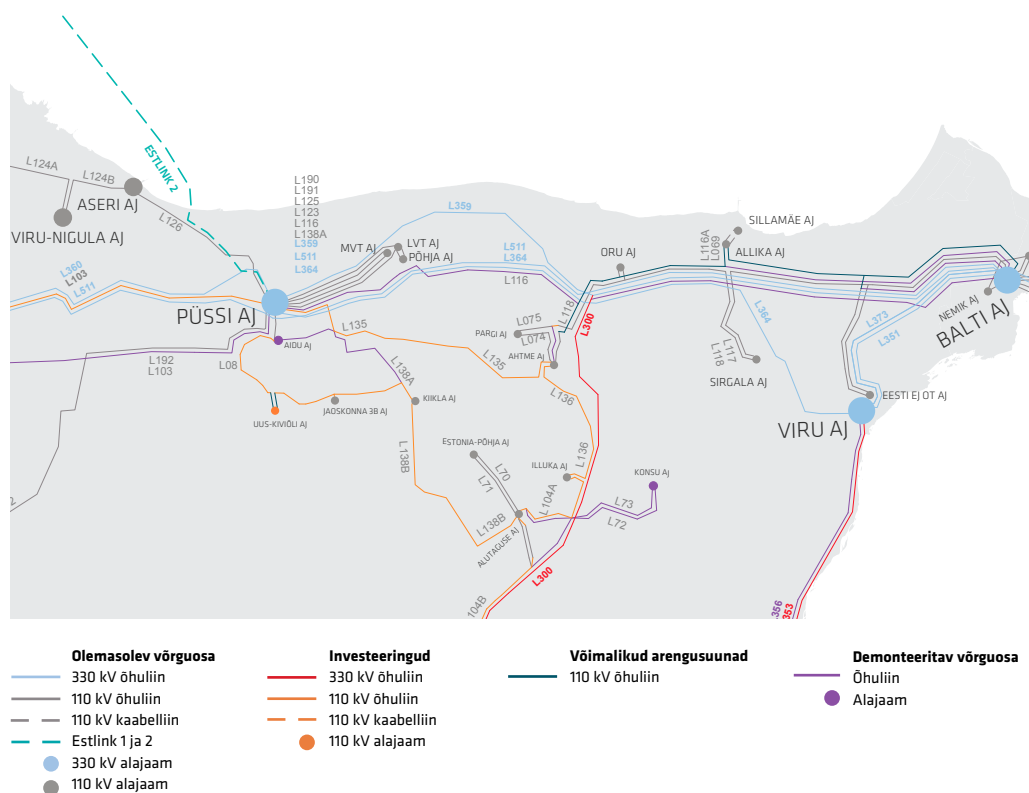 L124A
L124B
ASERI AJ
VIRU-NIGULA AJ
L126
ESTLINK 2
L190
L191
L125
L123
L116
L138A
L359
L511
L364
L359
MVT AJ
LVT AJ
PÕHJA AJ
L511
L364
L116
ORU AJ
L116A
L069
SILLAMÄE AJ
ALLIKA AJ
L360
L103
L511
PÜSSI AJ
L135
AIDU AJ
L192
L103
L08
L075
PARGI AJ
L074
L118
L300
AHTME AJ
L135
L136
L364
L117
L118
SIRGALA AJ
L373
L351
NEMIK AJ
BALTI AJ
EESTI EJ OT AJ
VIRU AJ
L138A
KIIKLA AJ
JAOSKONNA 3B AJ
UUS-KIVIÕLI AJ
L138B
ESTONIA-PÕHJA AJ
L70
L71
ILLUKA AJ
L136
L104A
KONSU AJ
L73
L72
L138B
ALUTAGUSE AJ
L300
104B
2
356
353
Olemasolev võrguosa
330 kV õhuliin
110 kV õhuliin
110 kV kaabelliin
Estlink 1 ja 2
330 kV alajaam
110 kV alajaam
Investeeringud
330 kV õhuliin
110 kV õhuliin
110 kV kaabelliin
110 kV alajaam
Võimalikud arengusuunad
110 kV õhuliin
Demonteeritav võrguosa
Õhuliin
Alajaam